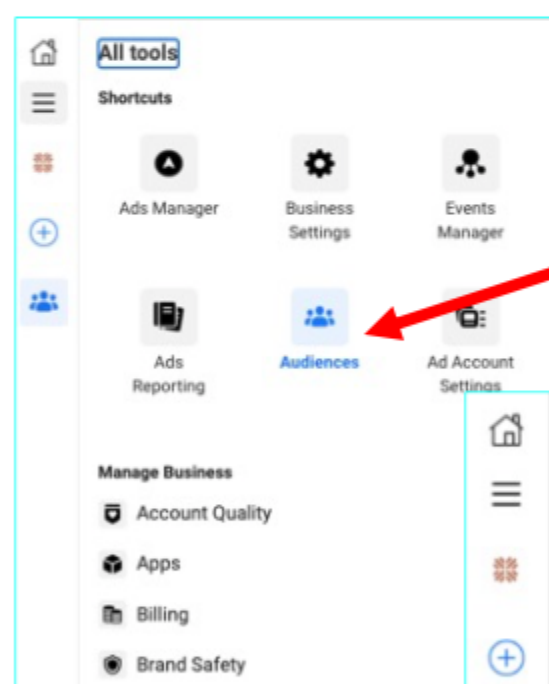 All tools
Shortcuts
Ads Manager
Business
Settings
Events
Manager
Ads
Reporting
Audiences
Ad Account
Settings
Manage Business
Account Quality
Apps
Billing
Brand Safety